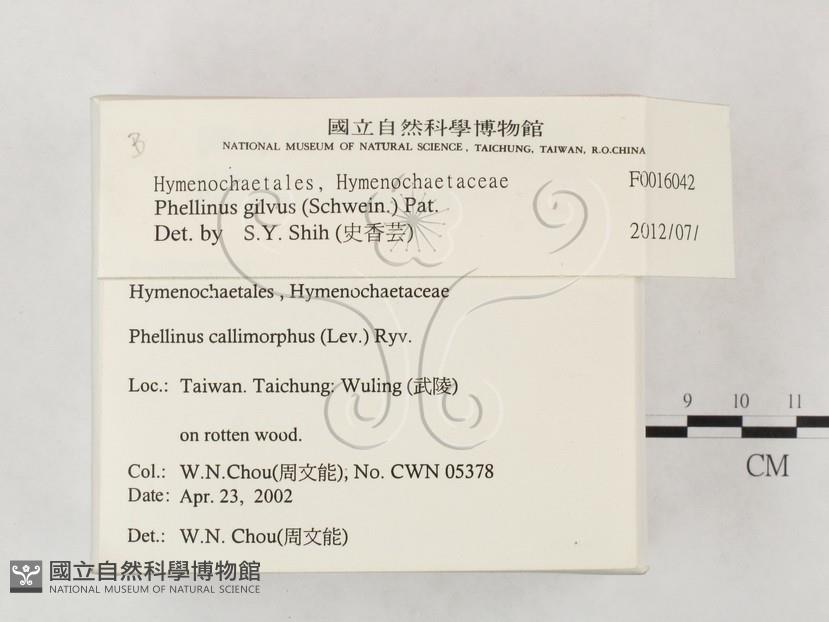 B
國立自然科學博物館
NATIONAL MUSEUM OF NATURAL SCIENCE, TAICHUNG, TAIWAN, R.O.CHINA
Hymenochaetales, Hymenochaetaceae F0016042
Phellinus gilvus (Schwein.) Pat.
Det. by S.Y. Shih (史香芸) 2012/07/
Hymenochaetales, Hymenochaetaceae
Phellinus callimorphus (Lev.) Ryv.
Loc.: Taiwan. Taichung: Wuling (武陵)
on rotten wood.
Col.: W.N.Chou(周文能); No. CWN 05378
Date: Apr. 23, 2002
Det.: W.N. Chou(周文能)
9 10 11
CM
國立自然科學博物館
NATIONAL MUSEUM OF NATURAL SCIENCE